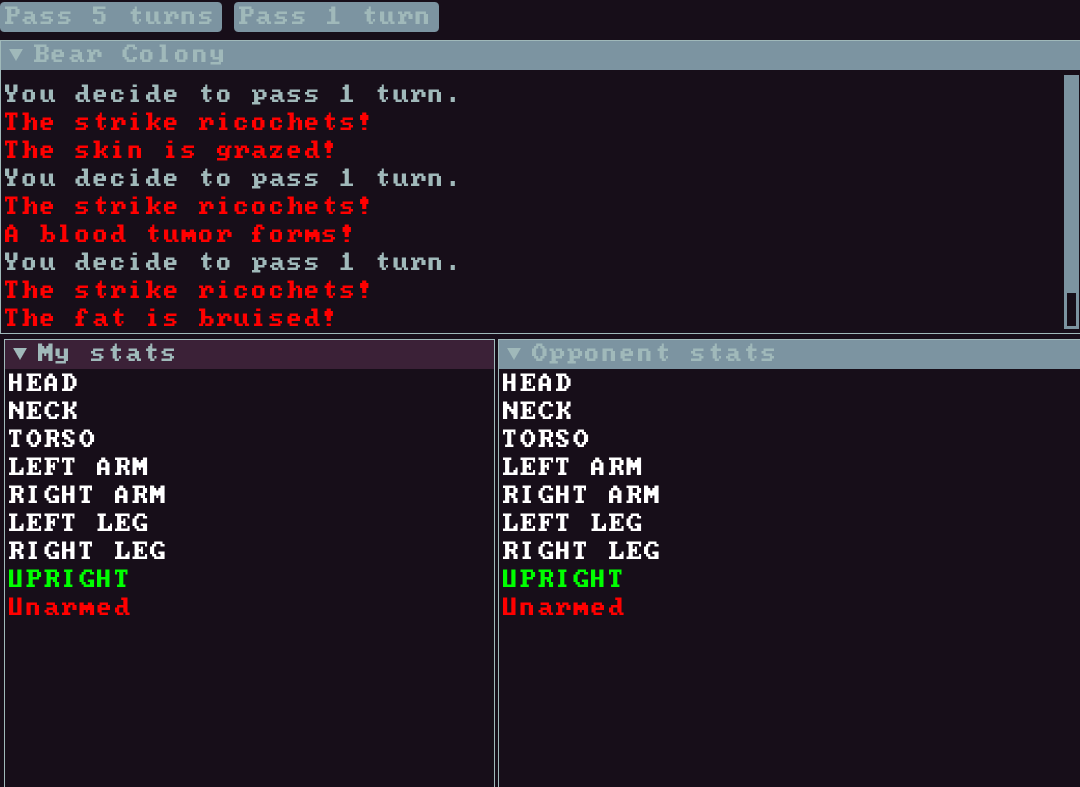 Pass 5 turns Pass 1 turn
Bear Colony
You decide to pass 1 turn.
The strike ricochets!
The skin is grazed!
You decide to pass 1 turn.
The strike ricochets!
A blood tumor forms!
You decide to pass 1 turn.
The strike ricochets!
The fat is bruised!
My stats
HEAD
NECK
TORSO
LEFT ARM
RIGHT ARM
LEFT LEG
RIGHT LEG
UPRIGHT
Unarmed
Opponent stats
HEAD
NECK
TORSO
LEFT ARM
RIGHT ARM
LEFT LEG
RIGHT LEG
UPRIGHT
Unarmed